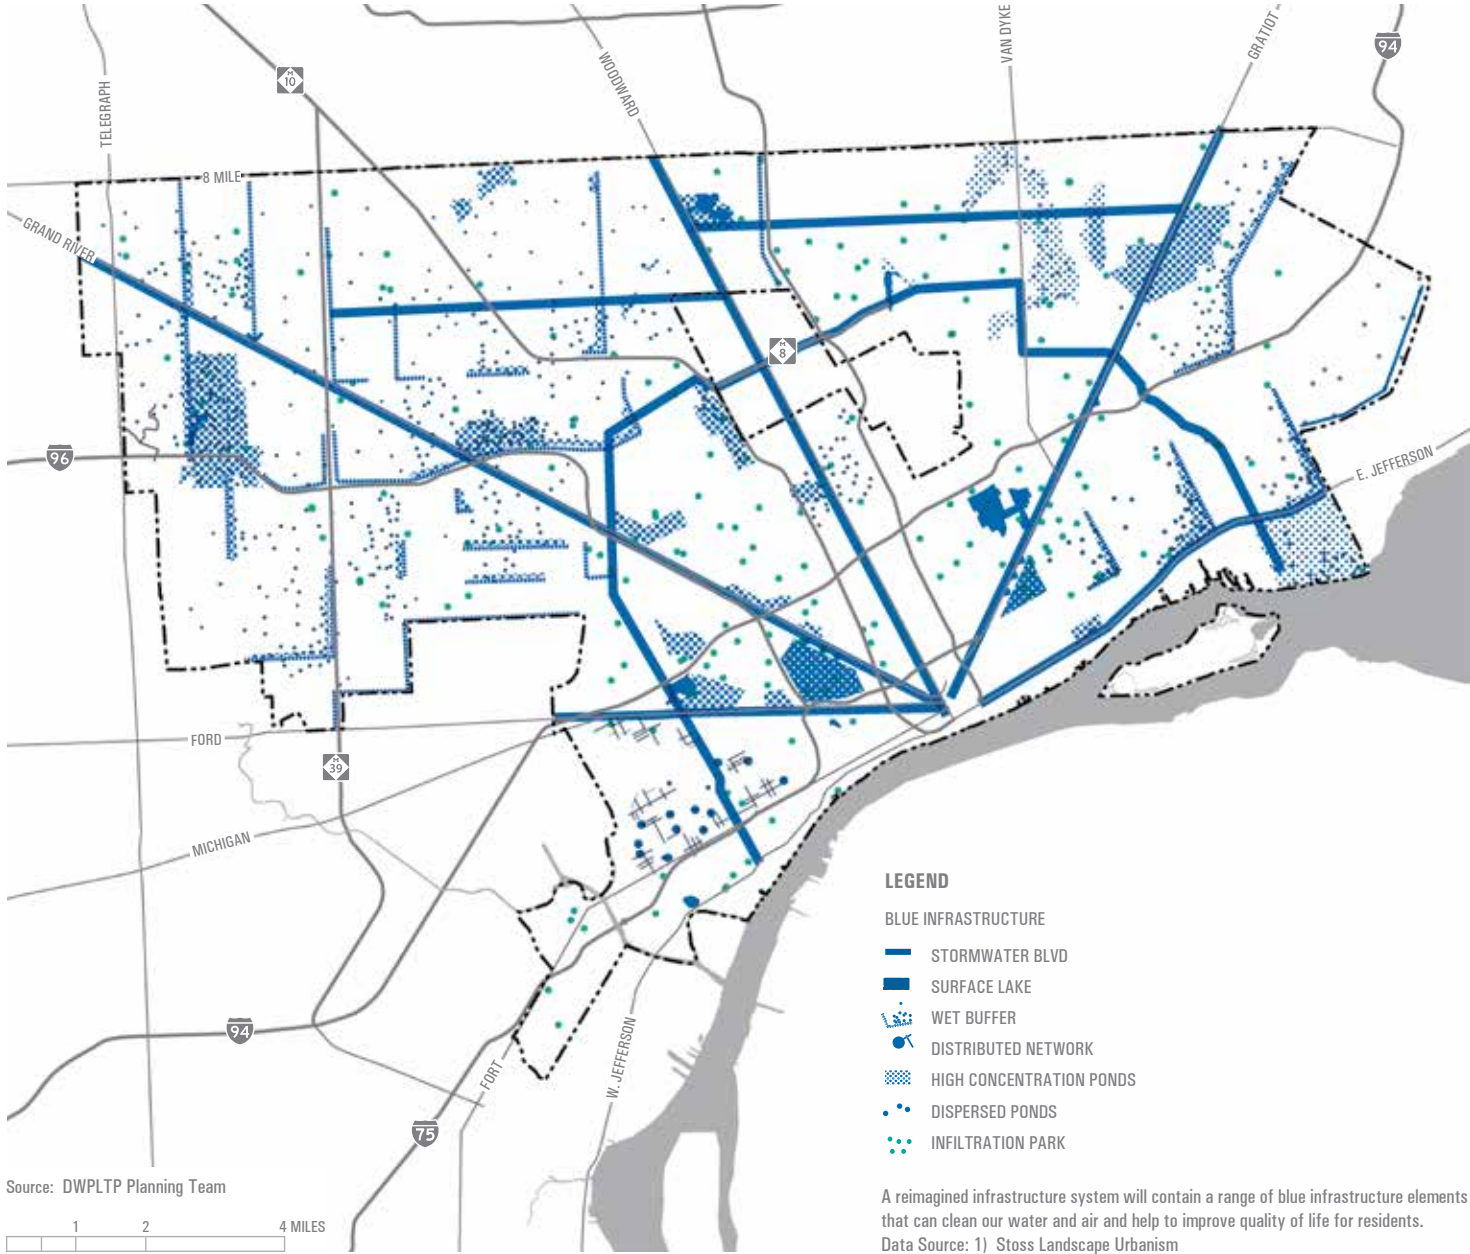 WOODWARD
VAN DYKE
GRATIOT
94
M
10
TELEGRAPH
8 MILE
GRAND RIVER
M
8
96
E. JEFFERSON
FORD
M
39
MICHIGAN
94
FORT
W. JEFFERSON
75
LEGEND
BLUE INFRASTRUCTURE
STORMWATER BLVD
SURFACE LAKE
WET BUFFER
DISTRIBUTED NETWORK
HIGH CONCENTRATION PONDS
DISPERSED PONDS
INFILTRATION PARK
Source: DWPLTP Planning Team
1 2 4 MILES
A reimagined infrastructure system will contain a range of blue infrastructure elements
that can clean our water and air and help to improve quality of life for residents.
Data Source: 1) Stoss Landscape Urbanism